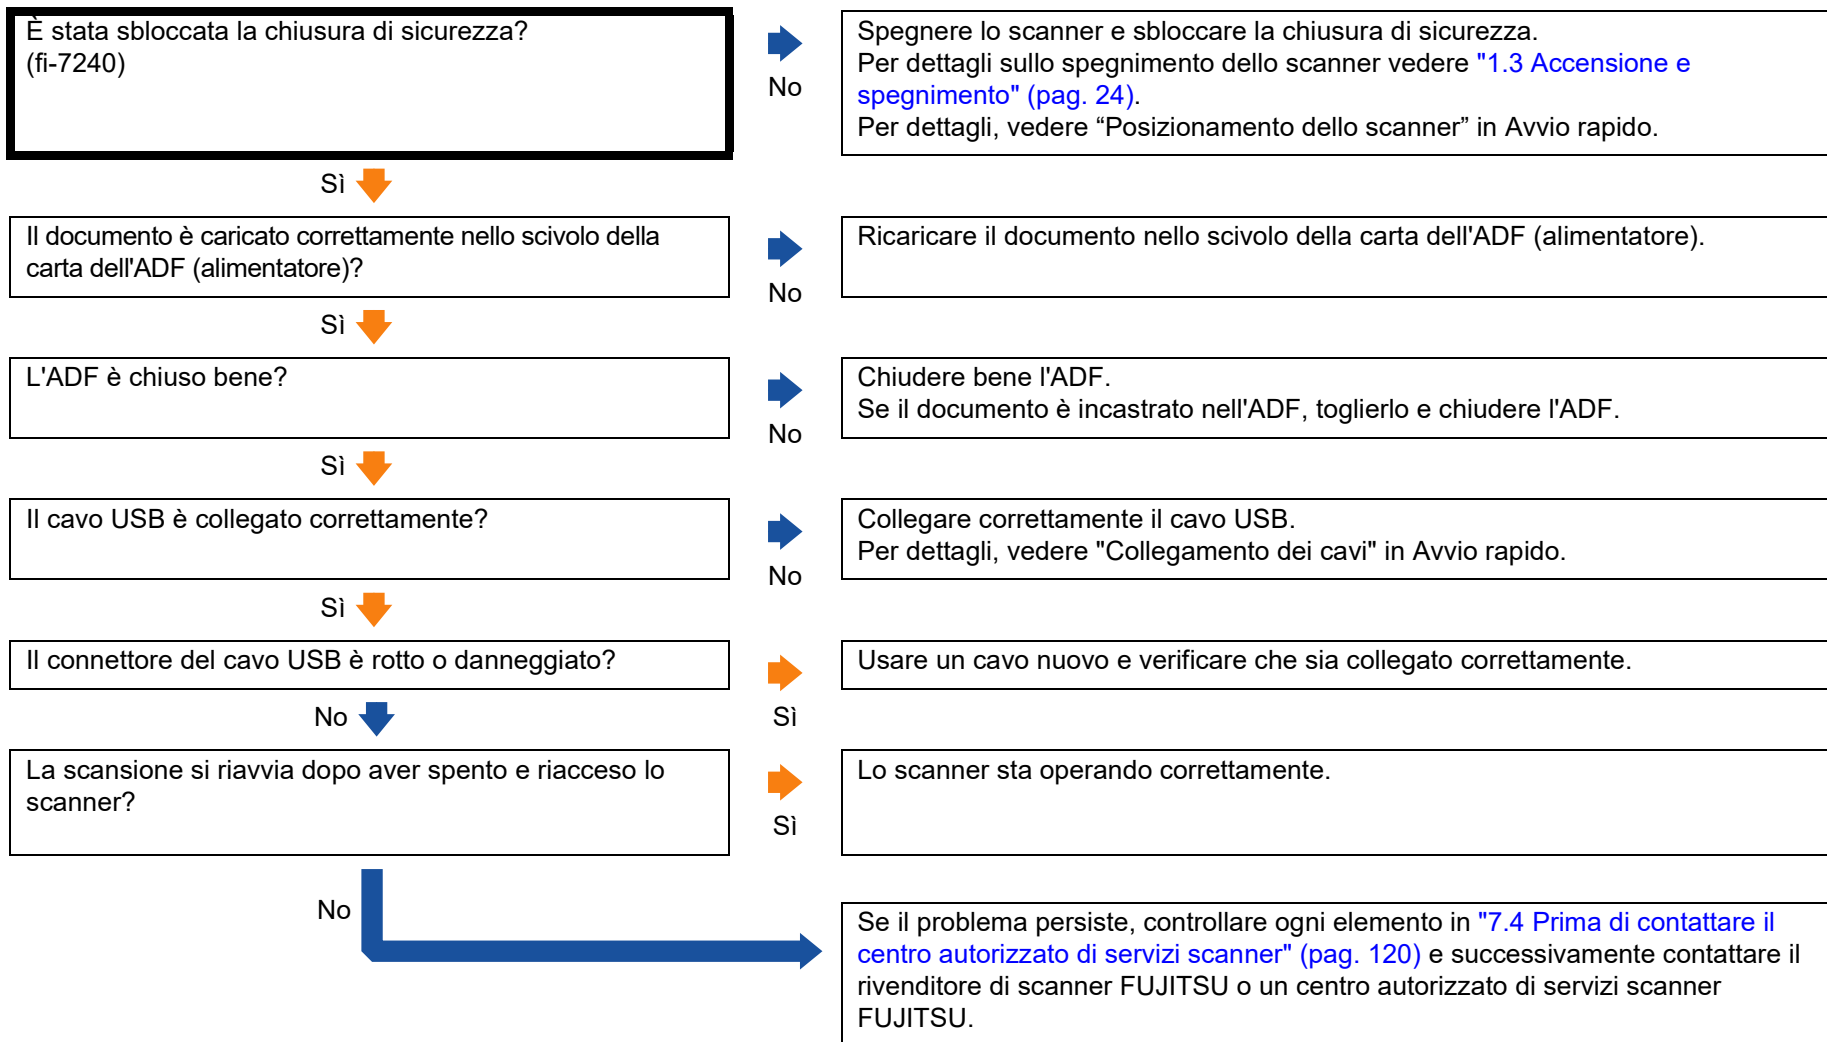 È stata sbloccata la chiusura di sicurezza?
(fi-7240)
No
Spegnere lo scanner e sbloccare la chiusura di sicurezza.
Per dettagli sullo spegnimento dello scanner vedere "1.3 Accensione e
spegnimento" (pag. 24).
Per dettagli, vedere “Posizionamento dello scanner” in Avvio rapido.
Sì
Il documento è caricato correttamente nello scivolo della
carta dell'ADF (alimentatore)?
No
Ricaricare il documento nello scivolo della carta dell'ADF (alimentatore).
Sì
L'ADF è chiuso bene?
No
Chiudere bene l'ADF.
Se il documento è incastrato nell'ADF, toglierlo e chiudere l'ADF.
Sì
Il cavo USB è collegato correttamente?
No
Collegare correttamente il cavo USB.
Per dettagli, vedere "Collegamento dei cavi" in Avvio rapido.
Sì
Il connettore del cavo USB è rotto o danneggiato?
Sì
Usare un cavo nuovo e verificare che sia collegato correttamente.
No
La scansione si riavvia dopo aver spento e riacceso lo
scanner?
Sì
Lo scanner sta operando correttamente.
No
Se il problema persiste, controllare ogni elemento in "7.4 Prima di contattare il
centro autorizzato di servizi scanner" (pag. 120) e successivamente contattare il
rivenditore di scanner FUJITSU o un centro autorizzato di servizi scanner
FUJITSU.